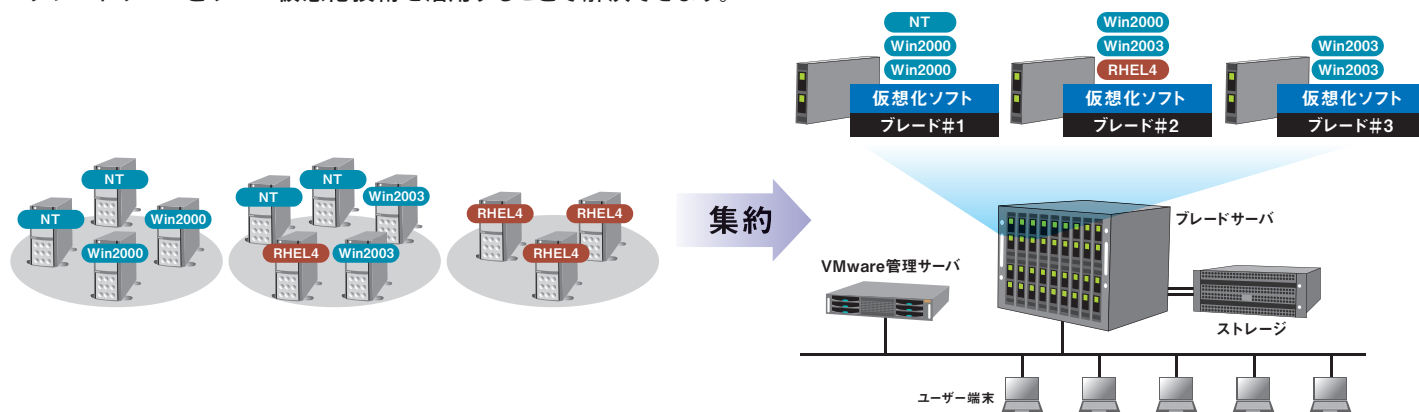 NT
Win2000
Win2000
仮想化ソフト
ブレード#1
Win2000
Win2003
RHEL4
仮想化ソフト
ブレード#2
Win2003
Win2003
仮想化ソフト
ブレード#3
NT
NT
Win2000
Win2000
NT
NT
Win2003
RHEL4
Win2003
RHEL4
RHEL4
RHEL4
集約
ブレードサーバ
VMware管理サーバ
ストレージ
ユーザー端末